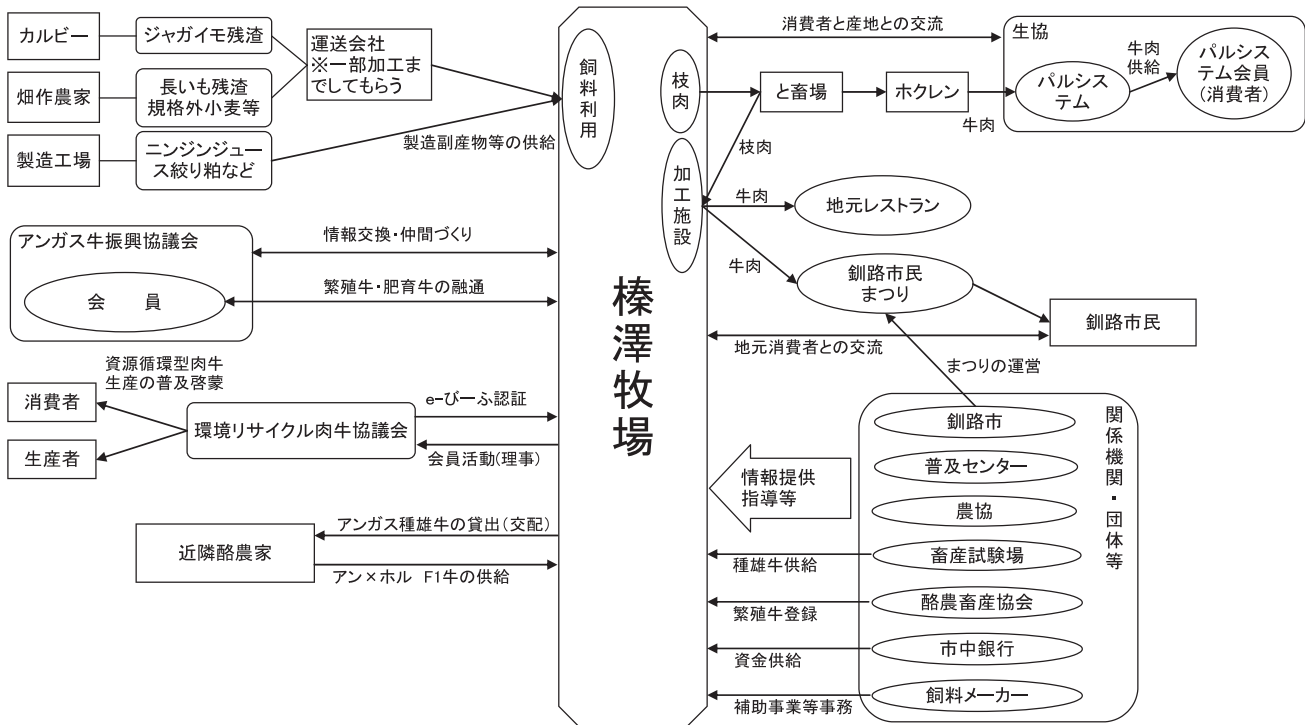 カルビー
ジャガイモ残渣
畑作農家
長いも残渣
規格外小麦等
製造工場
ニンジンジュー
ス絞り粕など
運送会社
※一部加工ま
でしてもらう
製造副産物等の供給
飼料利用
枝肉
加工施設
榛澤牧場
消費者と産地との交流
と畜場
ホクレン
牛肉
生協
パルシス
テム
牛肉
供給
パルシス
テム会員
(消費者)
枝肉
牛肉
地元レストラン
牛肉
釧路市民
まつり
釧路市民
地元消費者との交流
まつりの運営
アンガス牛振興協議会
会 員
情報交換・仲間づくり
繁殖牛・肥育牛の融通
資源循環型肉牛
生産の普及啓蒙
消費者
生産者
環境リサイクル肉牛協議会
e-びーふ認証
会員活動(理事)
近隣酪農家
アンガス種雄牛の貸出(交配)
アン×ホル F1牛の供給
情報提供
指導等
種雄牛供給
繁殖牛登録
資金供給
補助事業等事務
関係機関・団体等
釧路市
普及センター
農協
畜産試験場
酪農畜産協会
市中銀行
飼料メーカー